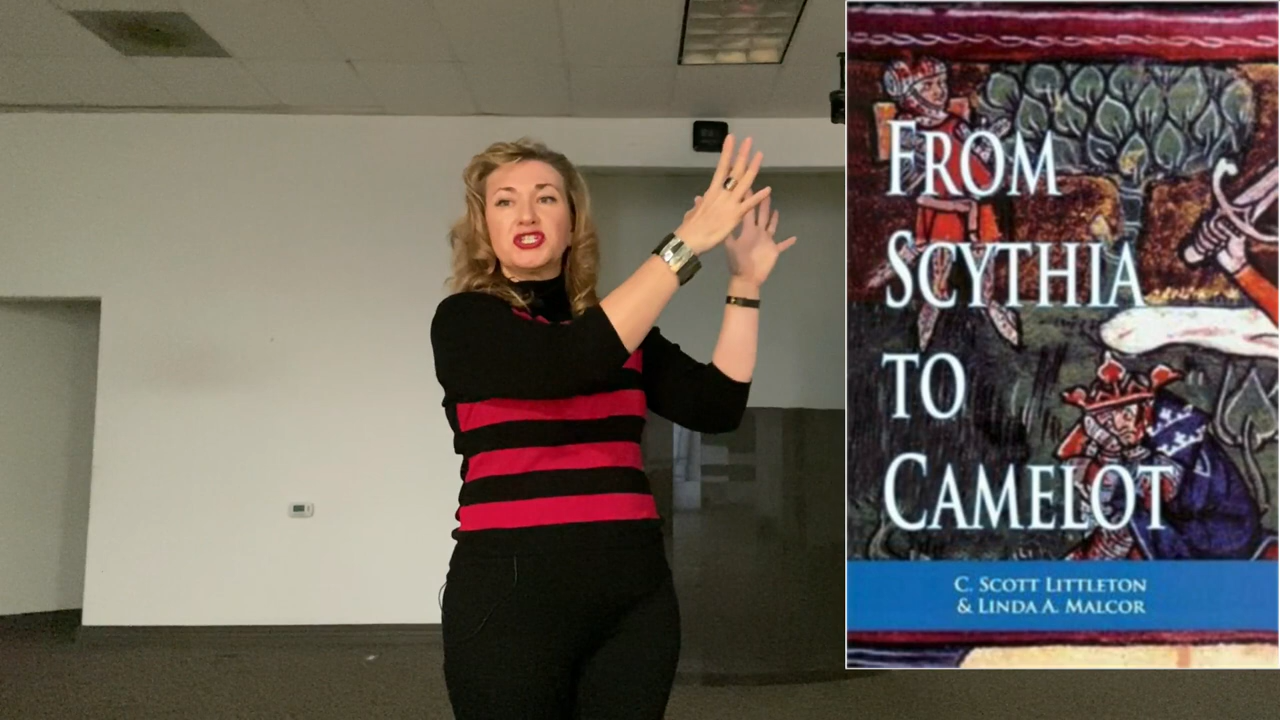 FROM
SCYTHIA
TO
CAMELOT
C. SCOTT LITTLETON
& LINDA A. MALCOR